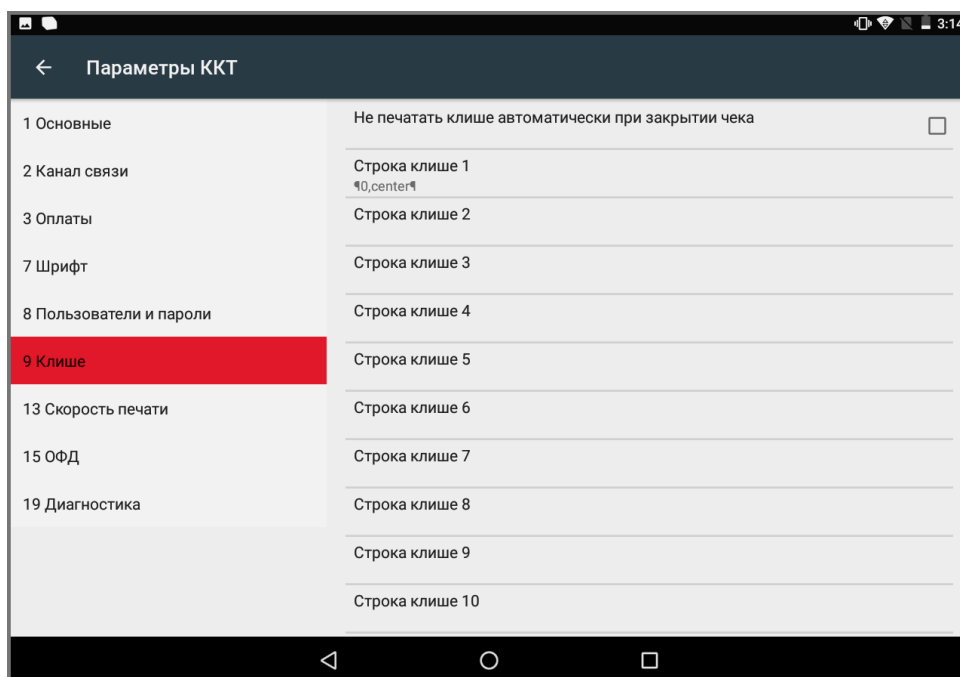 3:14
Параметры ККТ
1 Основные
2 Канал связи
3 Оплаты
7 Шрифт
8 Пользователи и пароли
9 Клише
13 Скорость печати
15 ОФД
19 Диагностика
Не печатать клише автоматически при закрытии чека
Строка клише 1
¶0,center¶
Строка клише 2
Строка клише 3
Строка клише 4
Строка клише 5
Строка клише 6
Строка клише 7
Строка клише 8
Строка клише 9
Строка клише 10